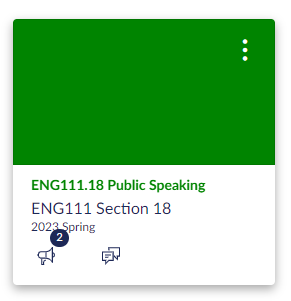 ENG111.18 Public Speaking
ENG111 Section 18
2023 Spring
2